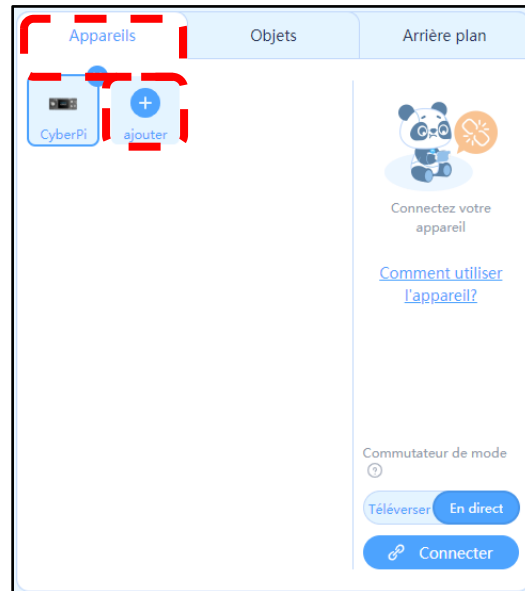 Appareils
Objets
Arrière plan
CyberPi
ajouter
Connectez votre
appareil
Comment utiliser
l'appareil?
Commutateur de mode
?
Téléverser
En direct
Connecter